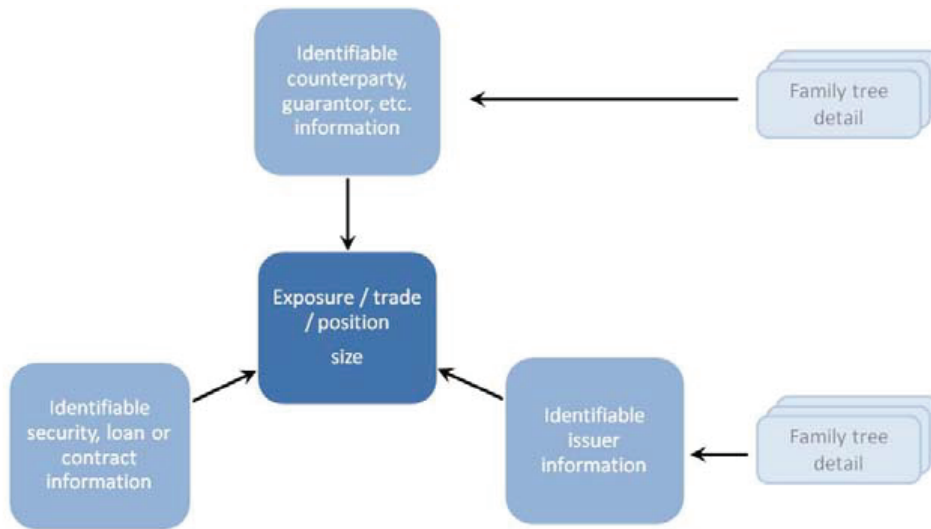 Identifiable
counterparty,
guarantor, etc.
information
Family tree
detail
Exposure / trade
/ position
size
Identifiable
security, loan or
contract
information
Identifiable
issuer
information
Family tree
detail